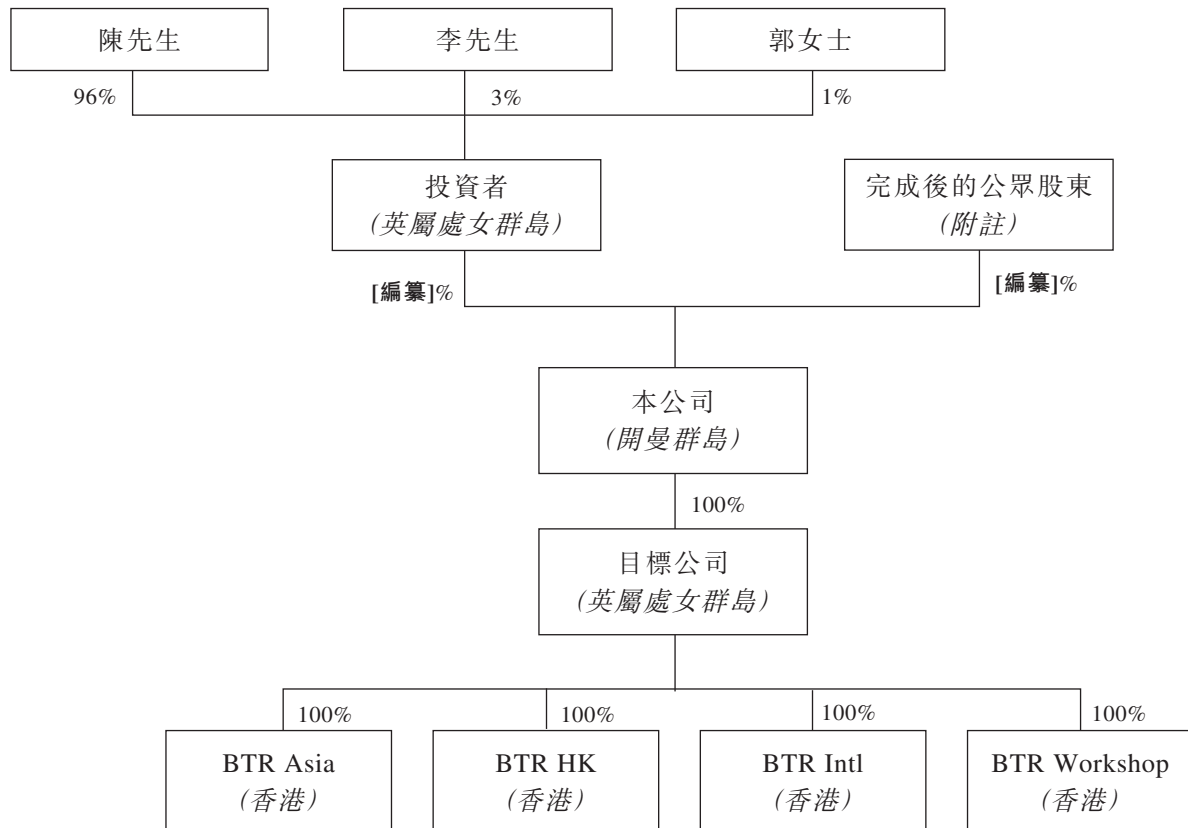 陳先生
李先生
郭女士
96%
3%
1%
投資者
(英屬處女群島)
完成後的公眾股東
(附註)
[編纂]%
[編纂]%
本公司
(開曼群島)
100%
目標公司
(英屬處女群島)
100%
100%
100%
100%
BTR Asia
(香港)
BTR HK
(香港)
BTR Intl
(香港)
BTR Workshop
(香港)